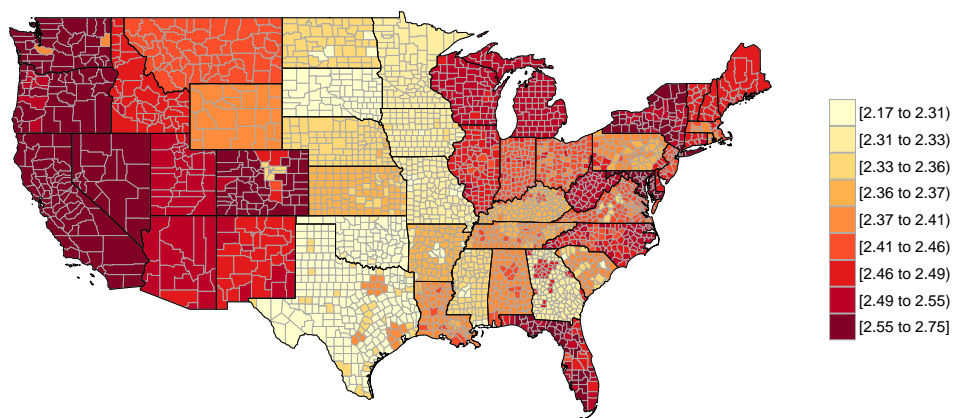 [2.17 to 2.31)
[2.31 to 2.33)
[2.33 to 2.36)
[2.36 to 2.37)
[2.37 to 2.41)
[2.41 to 2.46)
[2.46 to 2.49)
[2.49 to 2.55)
[2.55 to 2.75]